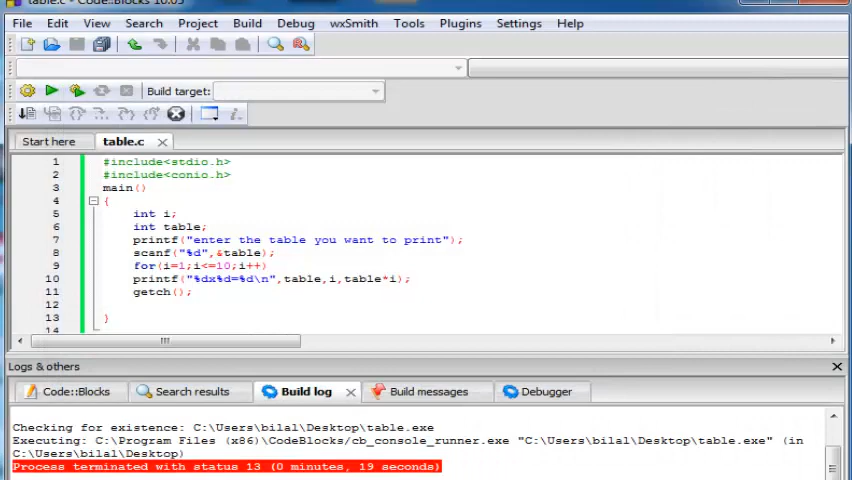 table.c - Code::Blocks 10.05
File Edit View Search Project Build Debug wxSmith Tools Plugins Settings Help
Build target:
Start here table.c
1 #include<stdio.h>
2 #include<conio.h>
3 main()
4 {
5 int i;
6 int table;
7 printf("enter the table you want to print");
8 scanf("%d",&table);
9 for(i=1;i<=10;i++)
10 printf("%dx%d=%d\n",table,i,table*i);
11 getch();
12
13 }
14
Logs & others
Code::Blocks Search results Build log Build messages Debugger
Checking for existence: C:\Users\bilal\Desktop\table.exe
Executing: C:\Program Files (x86)\CodeBlocks/cb_console_runner.exe "C:\Users\bilal\Desktop\table.exe" (in
C:\Users\bilal\Desktop)
Process terminated with status 13 (0 minutes, 19 seconds)